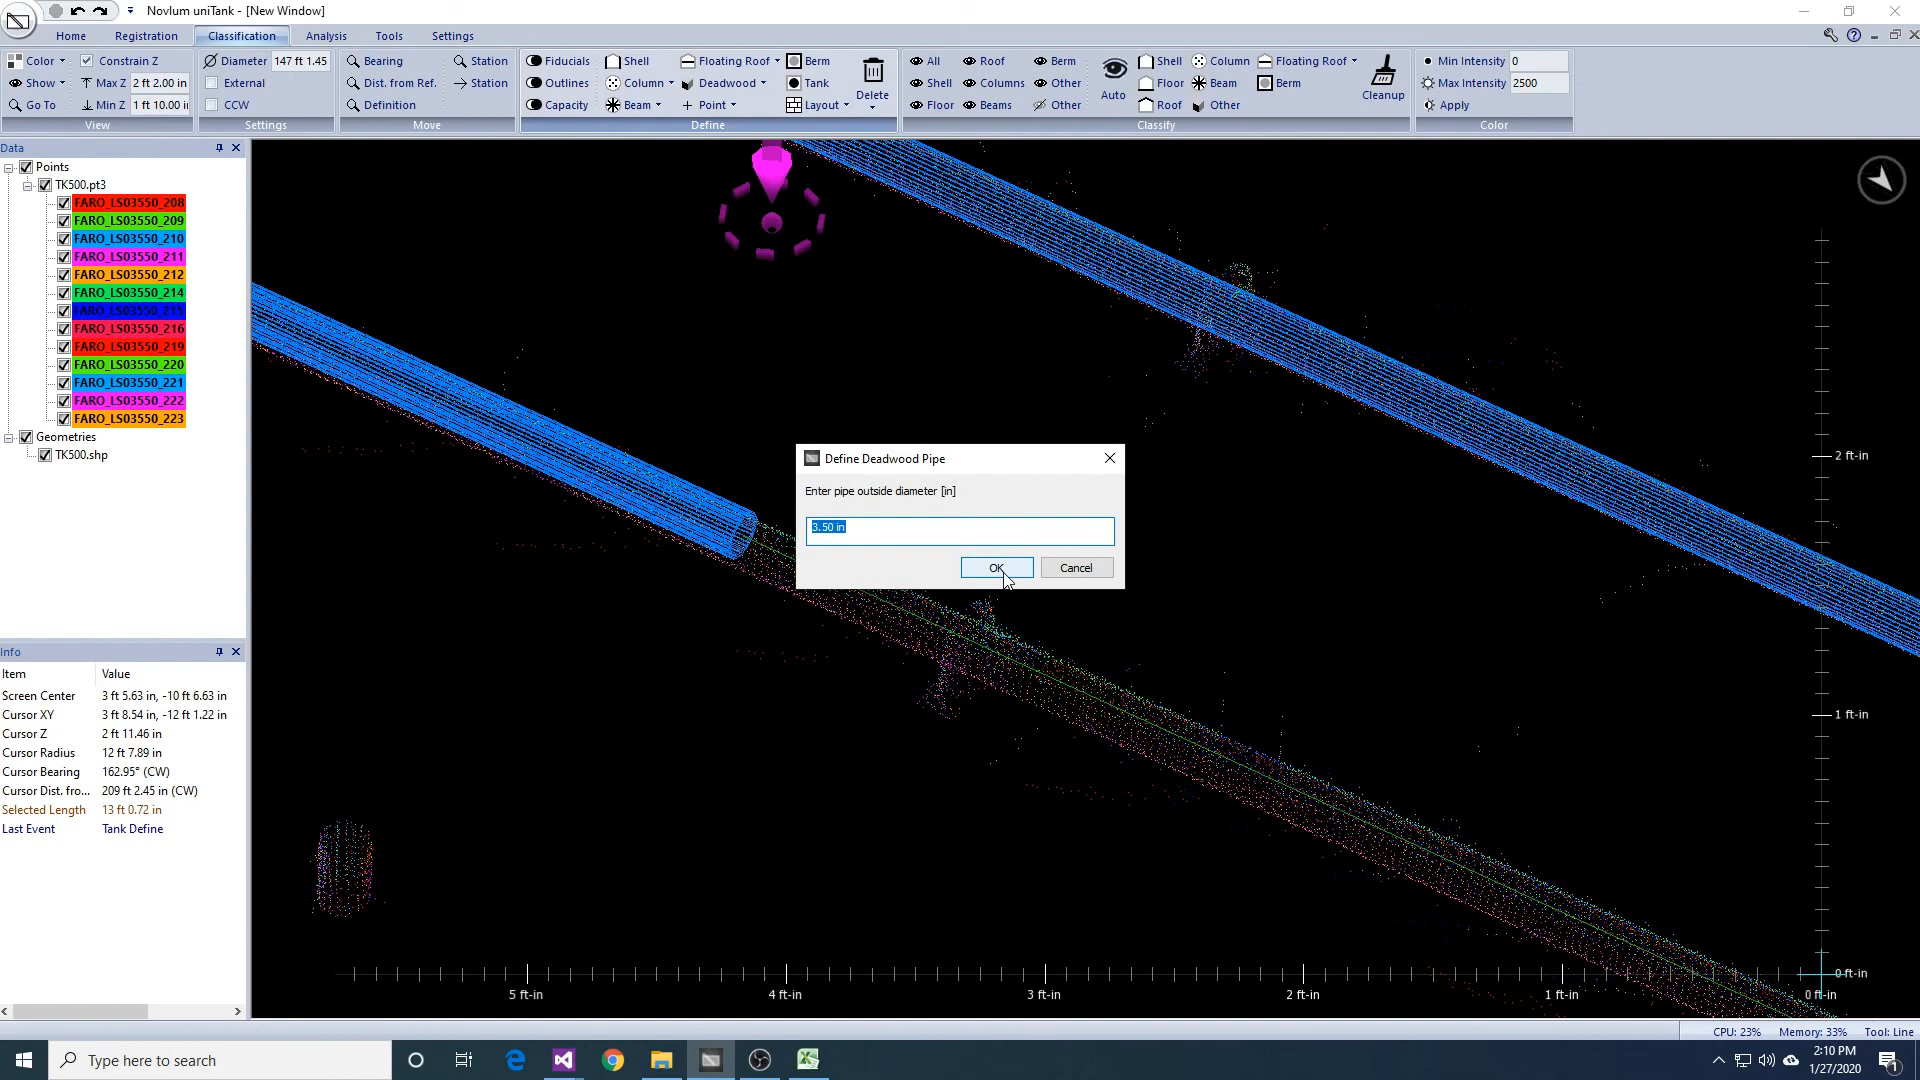 Novlum uniTank - [New Window]
Home Registration Classification Analysis Tools Settings
Color Constrain Z Diameter 147 ft 1.45 Bearing Station Fiducials Shell Floating Roof Berm All Roof Berm Shell Column Floating Roof Min Intensity 0
Show Max Z 2 ft 2.00 in External Dist. from Ref. Station Outlines Column Deadwood Tank Delete Shell Columns Other Auto Floor Beam Berm Cleanup Max Intensity 2500
Go To Min Z 1 ft 10.00 CCW Definition Capacity Beam Point Layout Floor Beams Other Roof Other Apply
View Settings Move Define Classify Color
Data
Points
TK500.pt3
FARO_LS03550_208
FARO_LS03550_209
FARO_LS03550_210
FARO_LS03550_211
FARO_LS03550_212
FARO_LS03550_214
FARO_LS03550_215
FARO_LS03550_216
FARO_LS03550_219
FARO_LS03550_220
FARO_LS03550_221
FARO_LS03550_222
FARO_LS03550_223
Geometries
TK500.shp
Define Deadwood Pipe
Enter pipe outside diameter [in]
3.50 in
OK Cancel
2 ft-in
1 ft-in
0 ft-in
5 ft-in 4 ft-in 3 ft-in 2 ft-in 1 ft-in 0 ft-in
Info
Item Value
Screen Center 3 ft 5.63 in, -10 ft 6.63 in
Cursor XY 3 ft 8.54 in, -12 ft 1.22 in
Cursor Z 2 ft 11.46 in
Cursor Radius 12 ft 7.89 in
Cursor Bearing 162.95° (CW)
Cursor Dist. fro... 209 ft 2.45 in (CW)
Selected Length 13 ft 0.72 in
Last Event Tank Define
CPU: 23% Memory: 33% Tool: Line
Type here to search
2:10 PM
1/27/2020
1